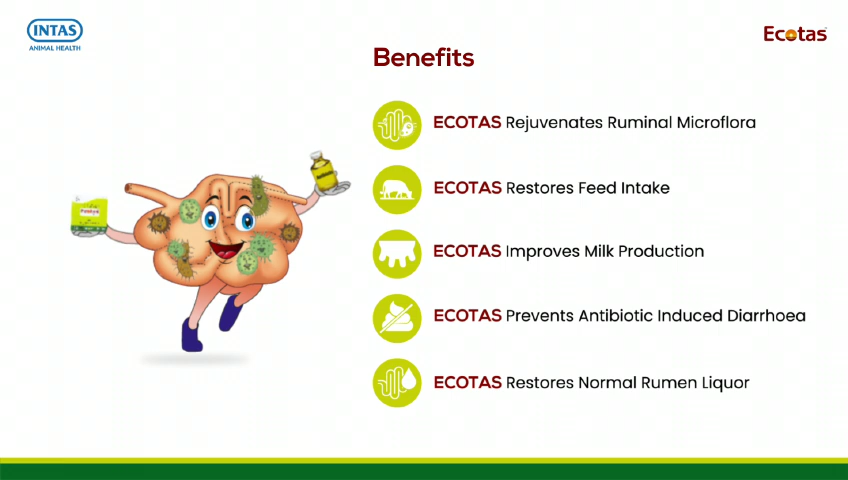 INTAS
ANIMAL HEALTH
Ecotas
Benefits
ECOTAS Rejuvenates Ruminal Microflora
ECOTAS Restores Feed Intake
ECOTAS Improves Milk Production
ECOTAS Prevents Antibiotic Induced Diarrhoea
ECOTAS Restores Normal Rumen Liquor